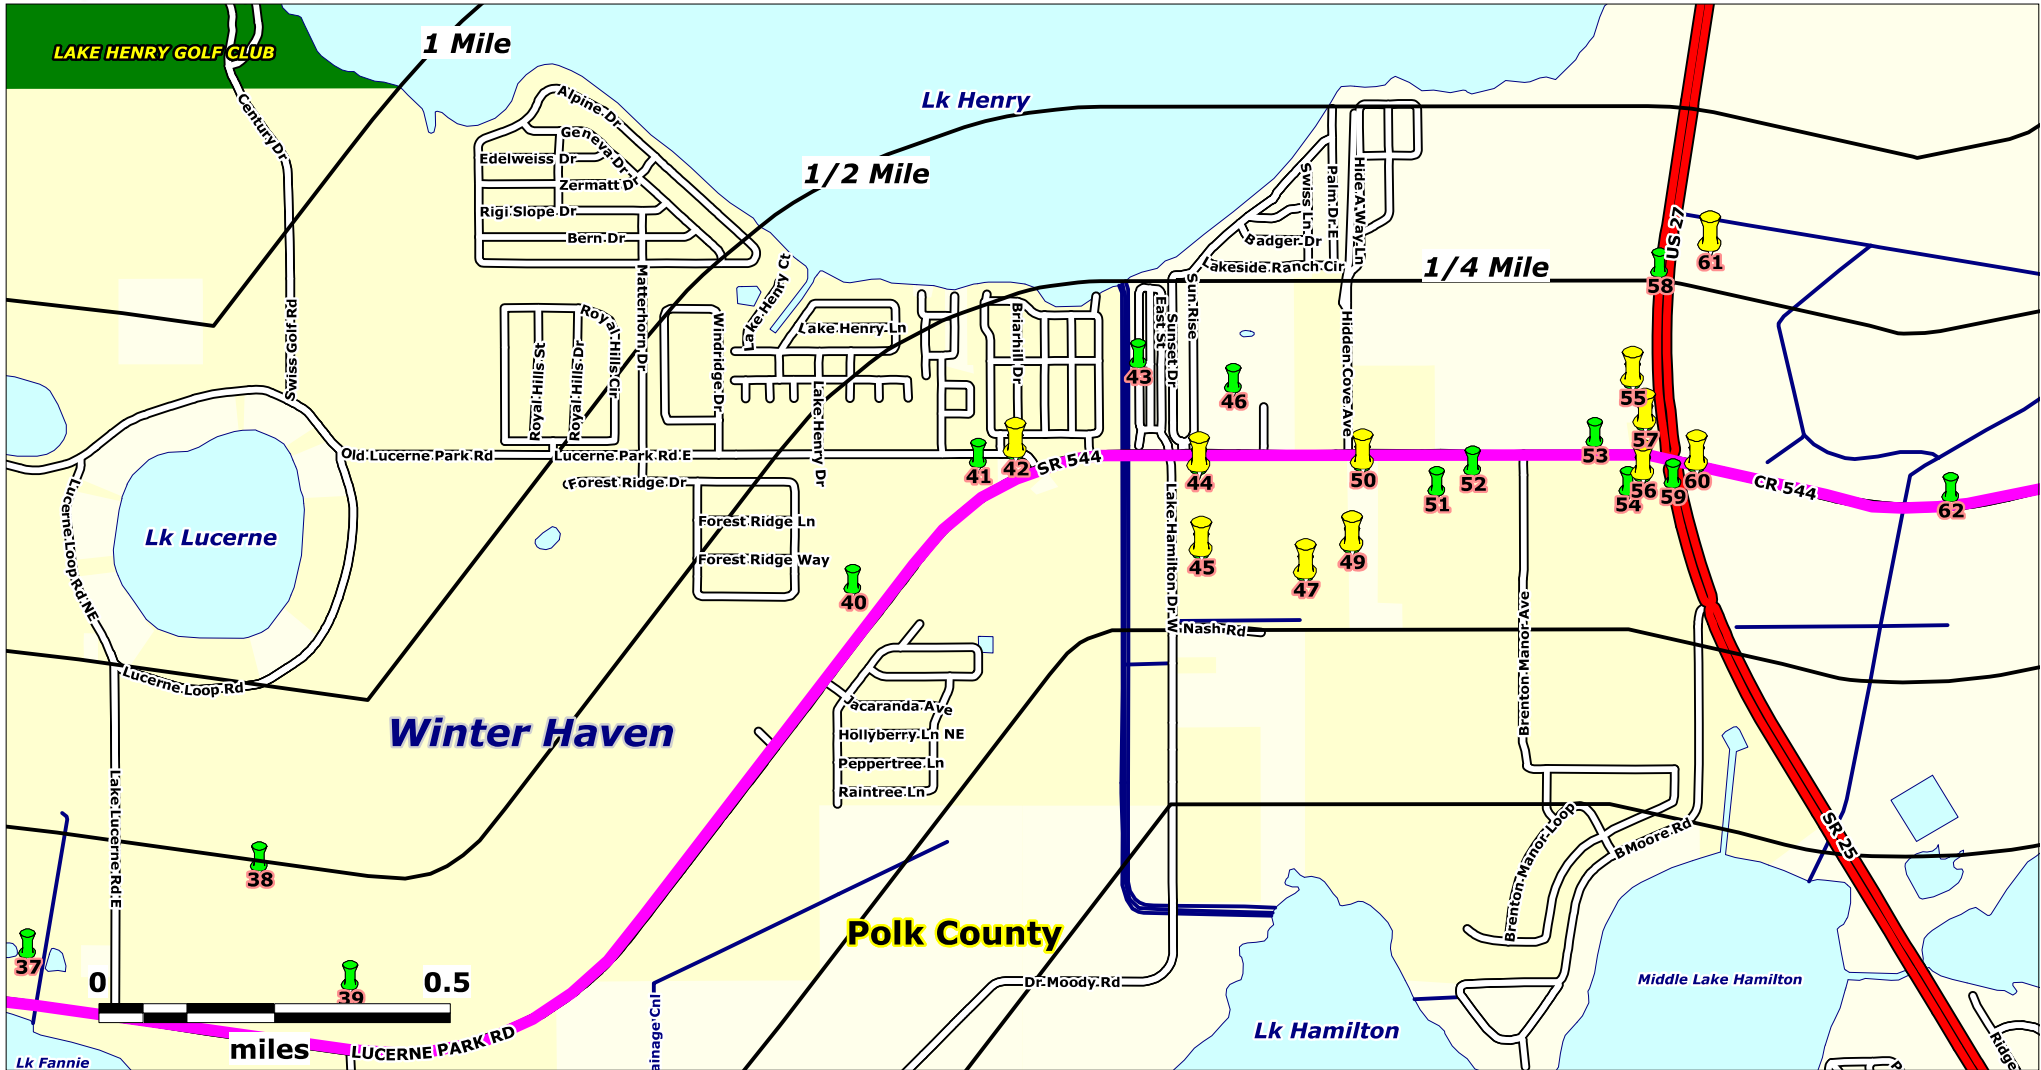 LAKE HENRY GOLF CLUB
1 Mile
Lk Henry
1/2 Mile
1/4 Mile
Century Dr
Alpine Dr
Geneva Dr
Edelweiss Dr
Zermatt D
Rigi Slope Dr
Bern Dr
Swiss Golf Rd
Matterhorn Dr
Lake Henry Ct
Royal Hills St
Royal Hills Dr
Royal Hills Cir
Windridge Dr
Lake Henry Ln
Lake Henry Dr
Briarhill Dr
East St
Sunset Dr
Sun Rise
Swiss Ln
Palm Dr E
Hide A Way Ln
Badger Dr
Lakeside Ranch Cir
Hidden Cove Ave
US 27
61
58
43
46
55
57
Old Lucerne Park Rd
Lucerne Park Rd E
41
42
SR 544
44
50
51
52
53
54
56
59
60
CR 544
62
Forest Ridge Dr
Forest Ridge Ln
Forest Ridge Way
40
45
47
49
Lk Lucerne
Lucerne Loop Rd NE
Lucerne Loop Rd
Lake Hamilton Dr W
Nash Rd
Brenton Manor Ave
Winter Haven
Jacaranda Ave
Hollyberry Ln NE
Peppertree Ln
Raintree Ln
Lake Lucerne Rd E
38
37
39
Brenton Manor Loop
B Moore Rd
SR 25
Polk County
Dr Moody Rd
Middle Lake Hamilton
Lk Hamilton
0
0.5
miles
LUCERNE PARK RD
ainage Cnl
Lk Fannie
Ridge
P